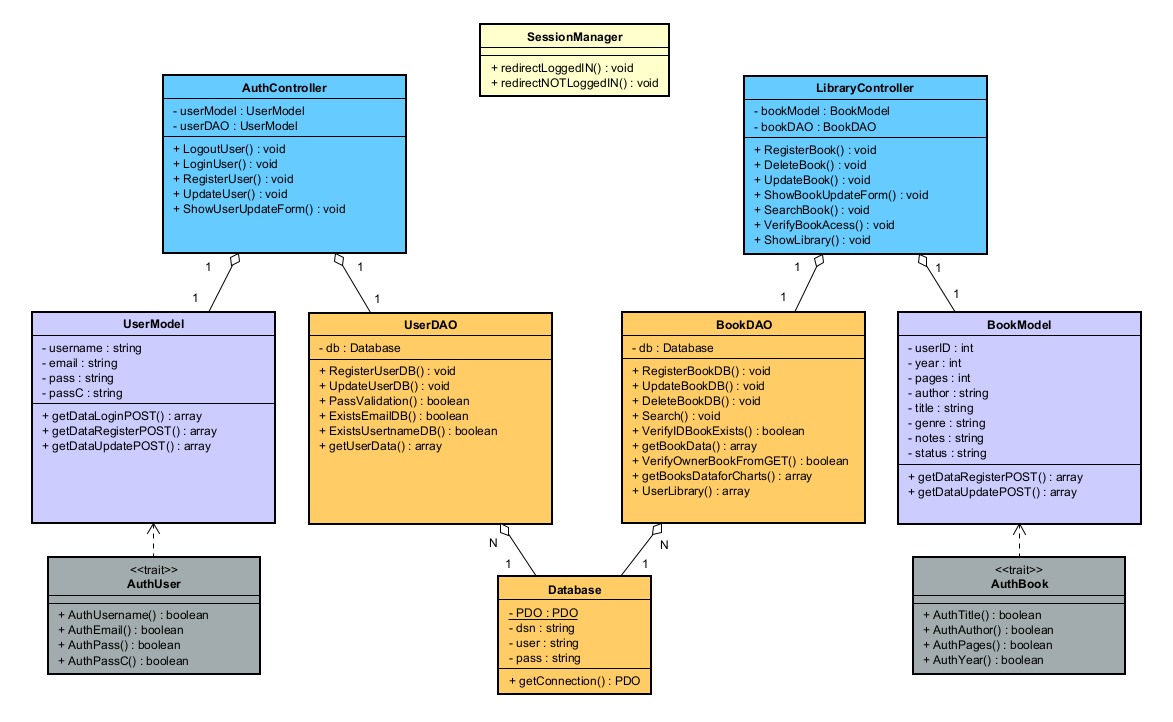 SessionManager
+ redirectLoggedIN() : void
+ redirectNOTLoggedIN() : void
AuthController
- userModel : UserModel
- userDAO : UserModel
+ LogoutUser() : void
+ LoginUser() : void
+ RegisterUser() : void
+ UpdateUser() : void
+ ShowUserUpdateForm() : void
LibraryController
- bookModel : BookModel
- bookDAO : BookDAO
+ RegisterBook() : void
+ DeleteBook() : void
+ UpdateBook() : void
+ ShowBookUpdateForm() : void
+ SearchBook() : void
+ VerifyBookAcess() : void
+ ShowLibrary() : void
1
1
1
1
1
1
1
1
UserModel
- username : string
- email : string
- pass : string
- passC : string
+ getDataLoginPOST() : array
+ getDataRegisterPOST() : array
+ getDataUpdatePOST() : array
UserDAO
- db : Database
+ RegisterUserDB() : void
+ UpdateUserDB() : void
+ PassValidation() : boolean
+ ExistsEmailDB() : boolean
+ ExistsUsertnameDB() : boolean
+ getUserData() : array
BookDAO
- db : Database
+ RegisterBookDB() : void
+ UpdateBookDB() : void
+ DeleteBookDB() : void
+ Search() : void
+ VerifyIDBookExists() : boolean
+ getBookData() : array
+ VerifyOwnerBookFromGET() : boolean
+ getBooksDataforCharts() : array
+ UserLibrary() : array
BookModel
- userID : int
- year : int
- pages : int
- author : string
- title : string
- genre : string
- notes : string
- status : string
+ getDataRegisterPOST() : array
+ getDataUpdatePOST() : array
N
1
N
1
<<trait>>
AuthUser
+ AuthUsername() : boolean
+ AuthEmail() : boolean
+ AuthPass() : boolean
+ AuthPassC() : boolean
Database
- PDO : PDO
- dsn : string
- user : string
- pass : string
+ getConnection() : PDO
<<trait>>
AuthBook
+ AuthTitle() : boolean
+ AuthAuthor() : boolean
+ AuthPages() : boolean
+ AuthYear() : boolean